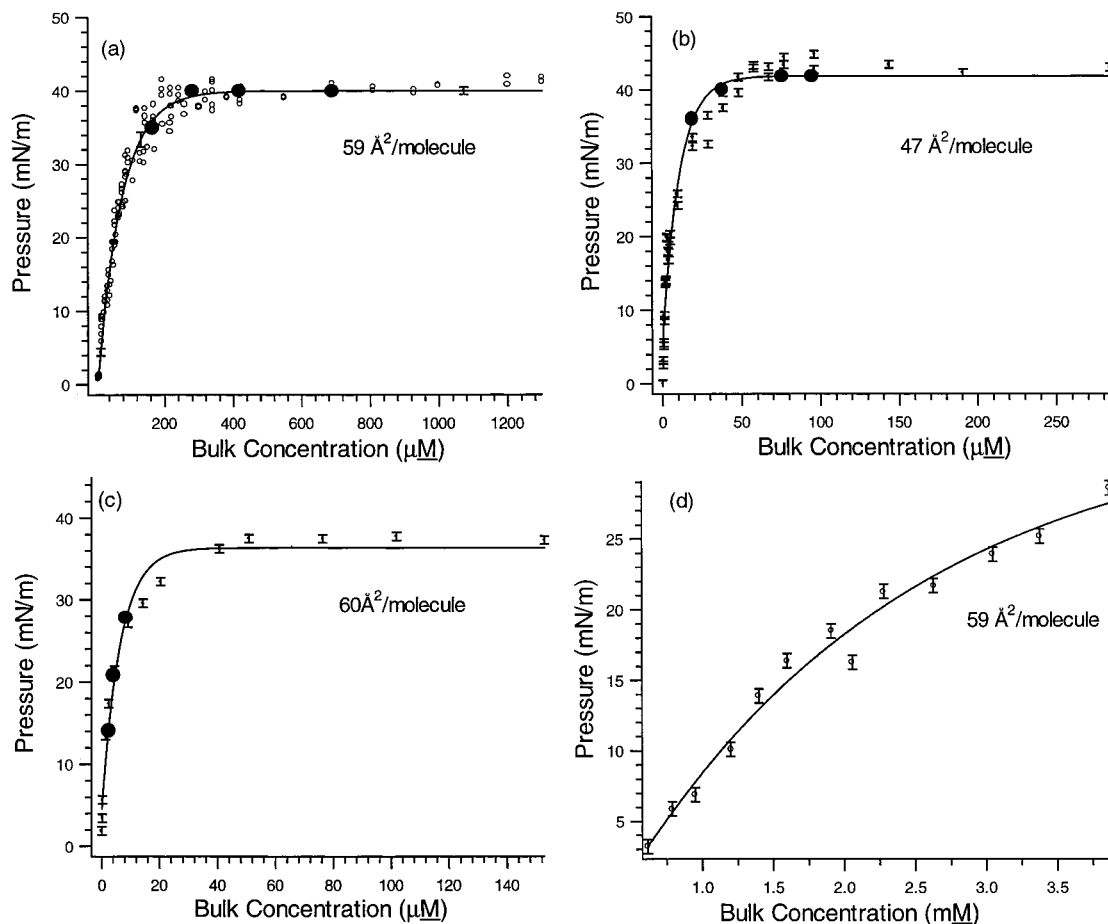 (a)
50
40
30
20
10
0
Pressure (mN/m)
59 Å²/molecule
200 400 600 800 1000 1200
Bulk Concentration (µM)
(b)
50
40
30
20
10
0
Pressure (mN/m)
47 Å²/molecule
0 50 100 150 200 250
Bulk Concentration (µM)
(c)
40
30
20
10
0
Pressure (mN/m)
60Å²/molecule
0 20 40 60 80 100 120 140
Bulk Concentration (µM)
(d)
25
20
15
10
5
Pressure (mN/m)
59 Å²/molecule
1.0 1.5 2.0 2.5 3.0 3.5
Bulk Concentration (mM)